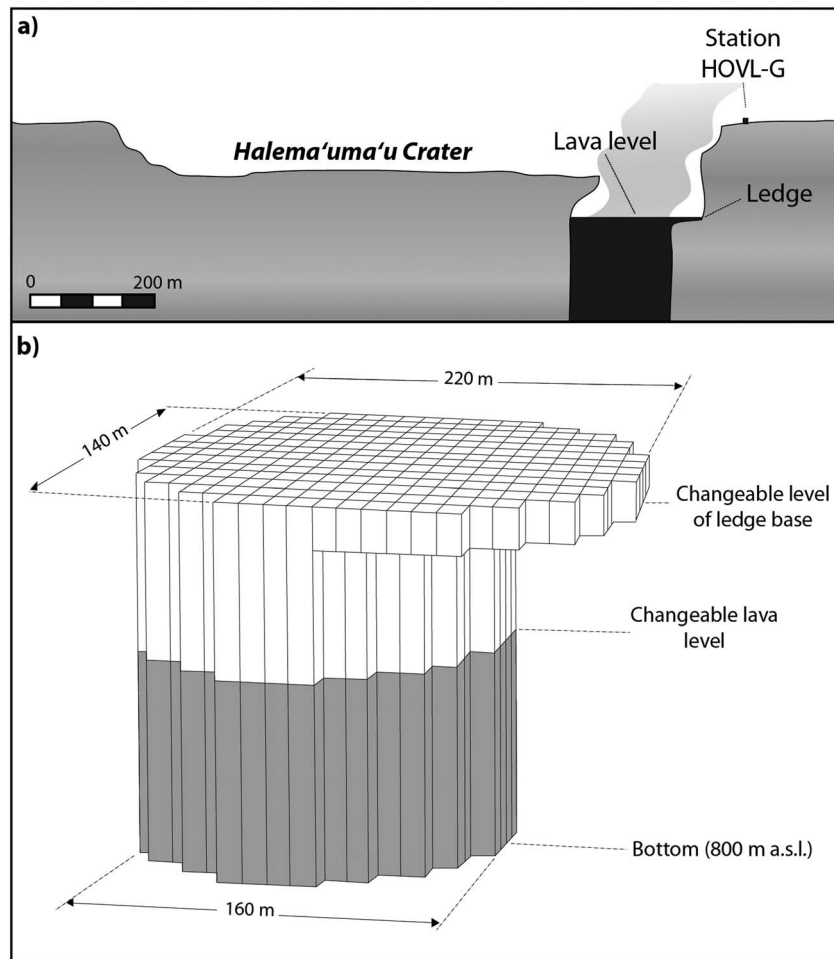 a)
Station
HOVL-G
Halema‘uma‘u Crater
Lava level
Ledge
0
200 m
b)
220 m
140 m
Changeable level
of ledge base
Changeable lava
level
Bottom (800 m a.s.l.)
160 m